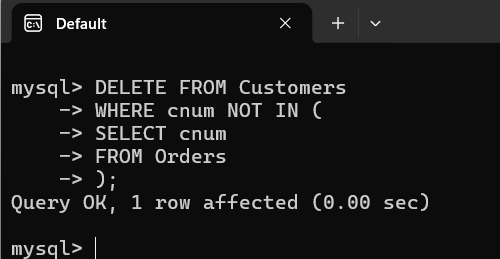 Default
mysql> DELETE FROM Customers
    -> WHERE cnum NOT IN (
    -> SELECT cnum
    -> FROM Orders
    -> );
Query OK, 1 row affected (0.00 sec)
mysql>